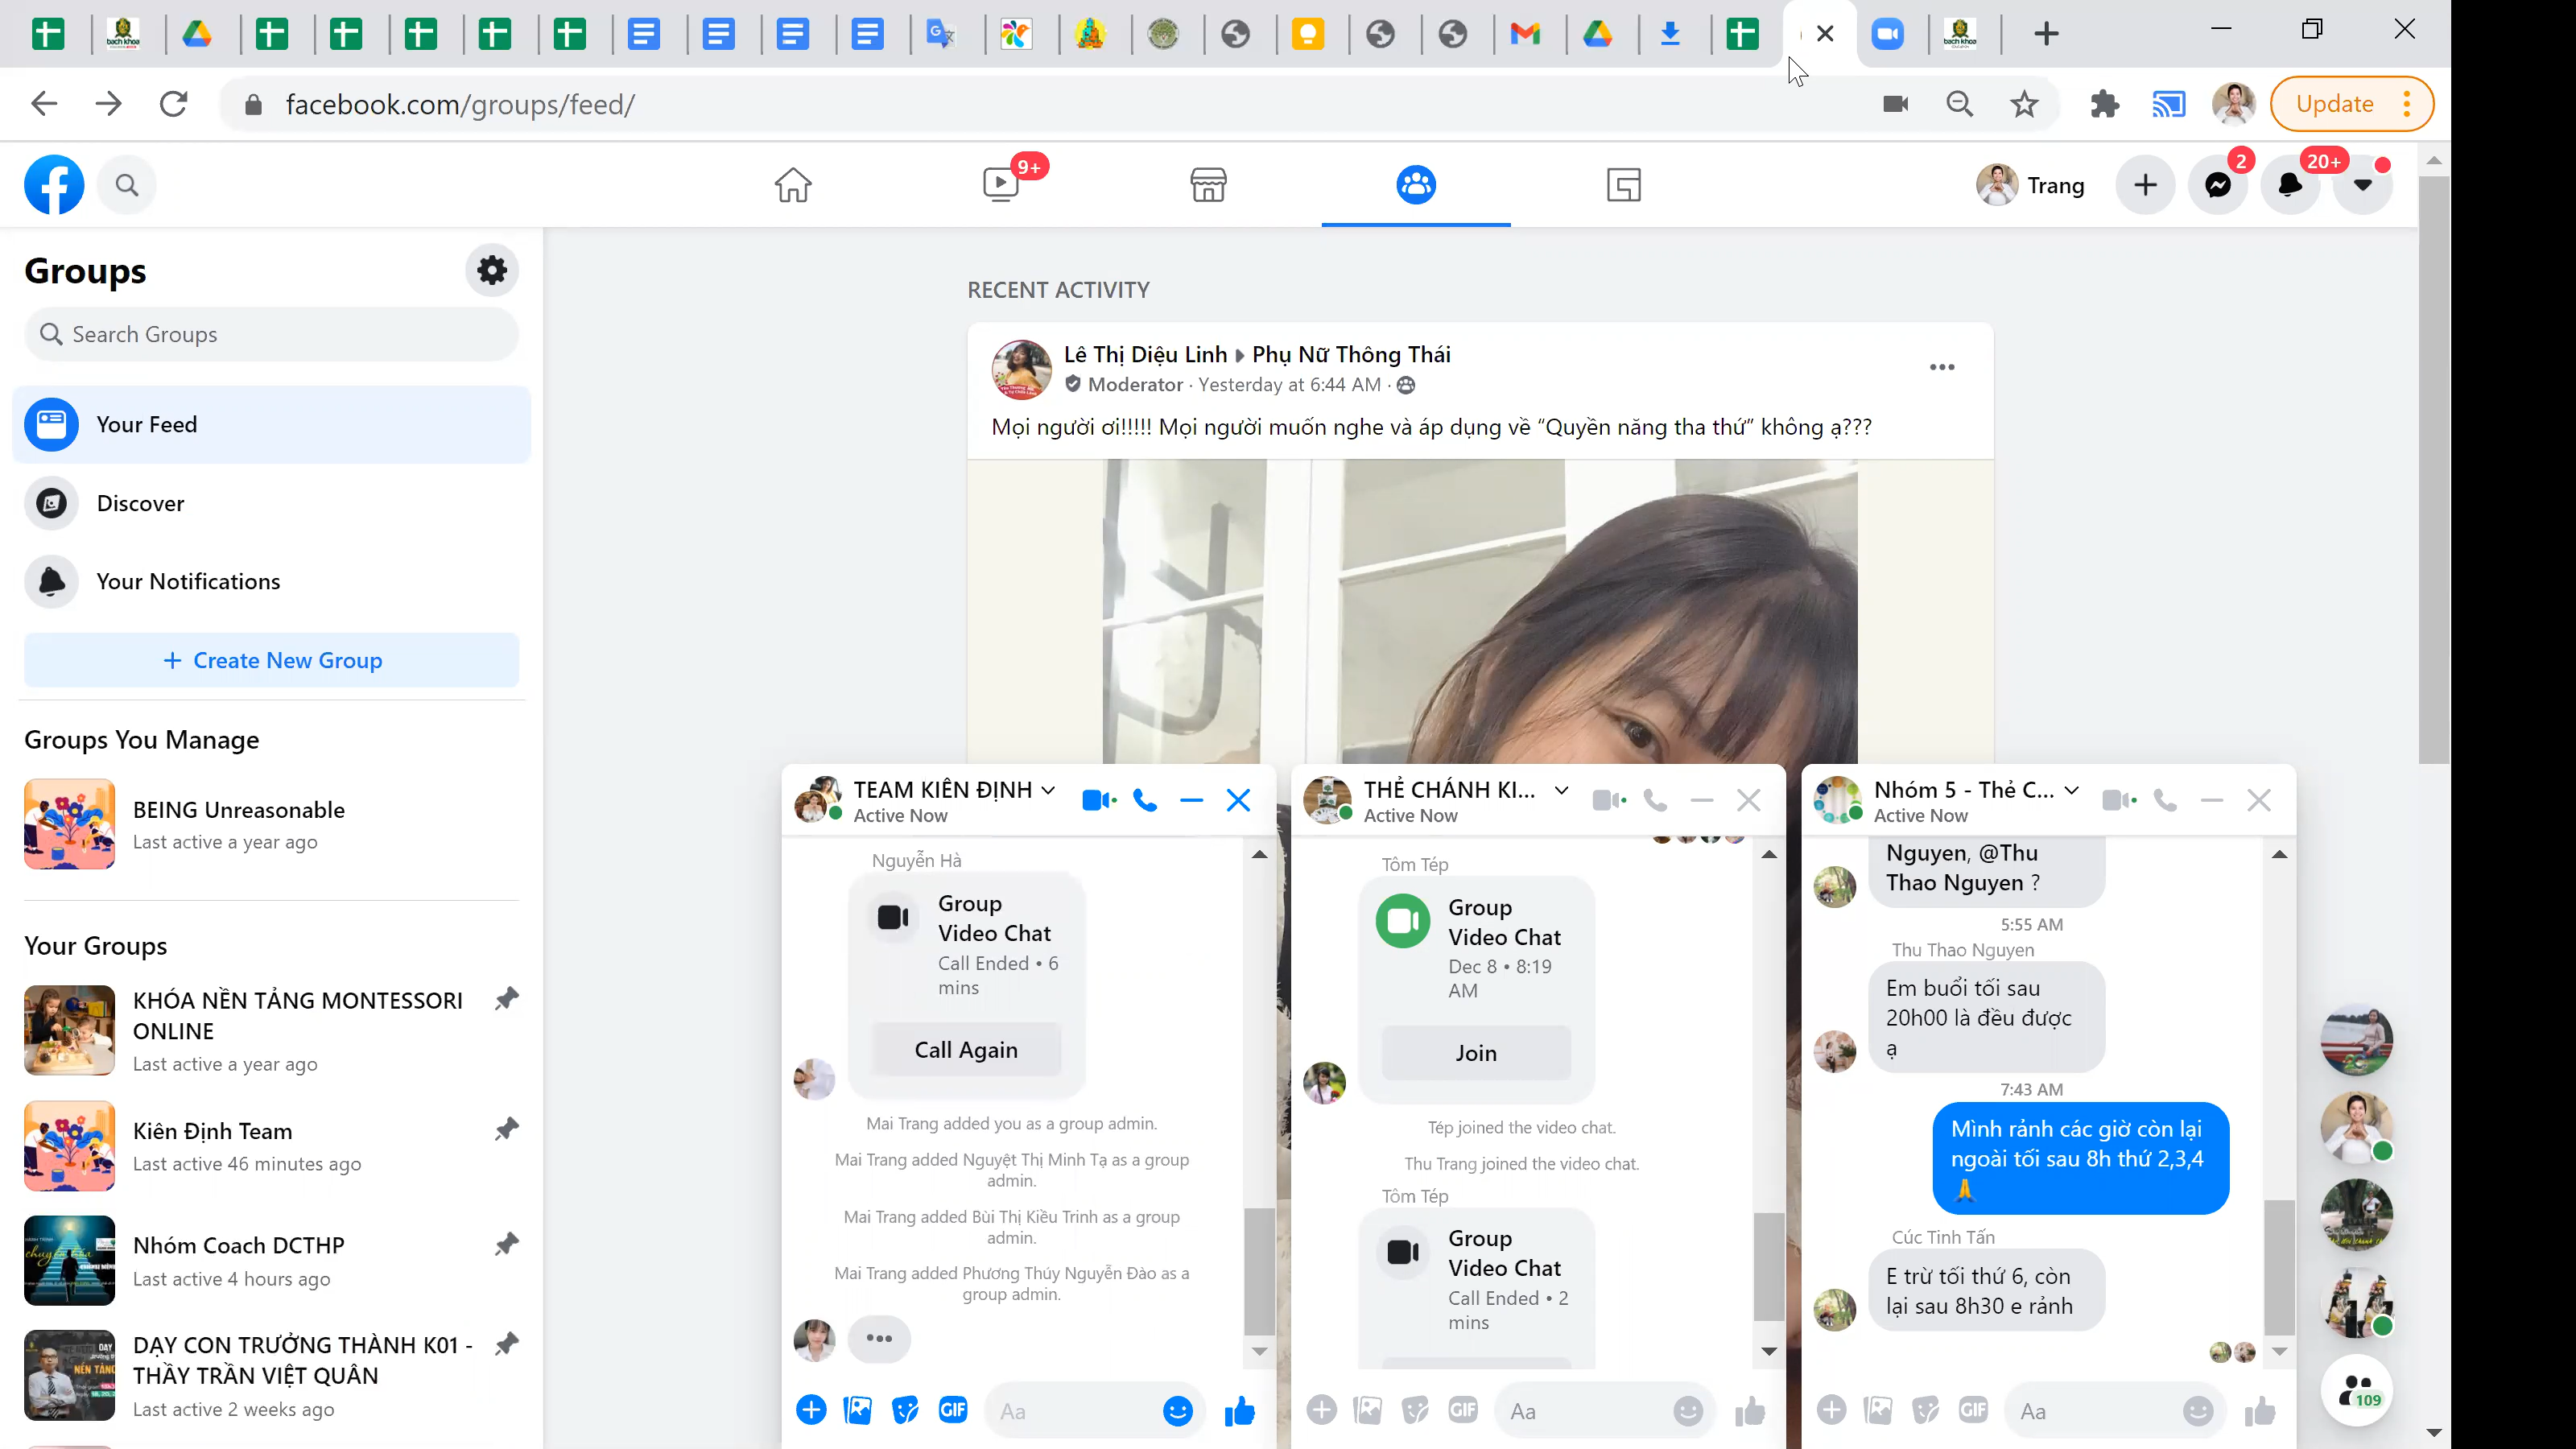 facebook.com/groups/feed/
Update
9+
Trang
2
20+
Groups
Search Groups
Your Feed
Discover
Your Notifications
+ Create New Group
Groups You Manage
BEING Unreasonable
Last active a year ago
Your Groups
KHÓA NỀN TẢNG MONTESSORI
ONLINE
Last active a year ago
Kiên Định Team
Last active 46 minutes ago
Nhóm Coach DCTHP
Last active 4 hours ago
DẠY CON TRƯỞNG THÀNH K01 -
THẦY TRẦN VIỆT QUÂN
Last active 2 weeks ago
RECENT ACTIVITY
Lê Thị Diệu Linh ▸ Phụ Nữ Thông Thái
Moderator · Yesterday at 6:44 AM ·
Mọi người ơi!!!!! Mọi người muốn nghe và áp dụng về “Quyền năng tha thứ” không ạ???
TEAM KIÊN ĐỊNH
Active Now
Nguyễn Hà
Group
Video Chat
Call Ended • 6
mins
Call Again
Mai Trang added you as a group admin.
Mai Trang added Nguyệt Thị Minh Tạ as a group
admin.
Mai Trang added Bùi Thị Kiều Trinh as a group
admin.
Mai Trang added Phương Thúy Nguyễn Đào as a
group admin.
GIF
Aa
THẺ CHÁNH KI...
Active Now
Tôm Tép
Group
Video Chat
Dec 8 • 8:19
AM
Join
Tép joined the video chat.
Thu Trang joined the video chat.
Tôm Tép
Group
Video Chat
Call Ended • 2
mins
GIF
Aa
Nhóm 5 - Thẻ C...
Active Now
Nguyen, @Thu
Thao Nguyen ?
5:55 AM
Thu Thao Nguyen
Em buổi tối sau
20h00 là đều được
ạ
7:43 AM
Mình rảnh các giờ còn lại
ngoài tối sau 8h thứ 2,3,4
🙏
Cúc Tinh Tấn
E trừ tối thứ 6, còn
lại sau 8h30 e rảnh
GIF
Aa
109